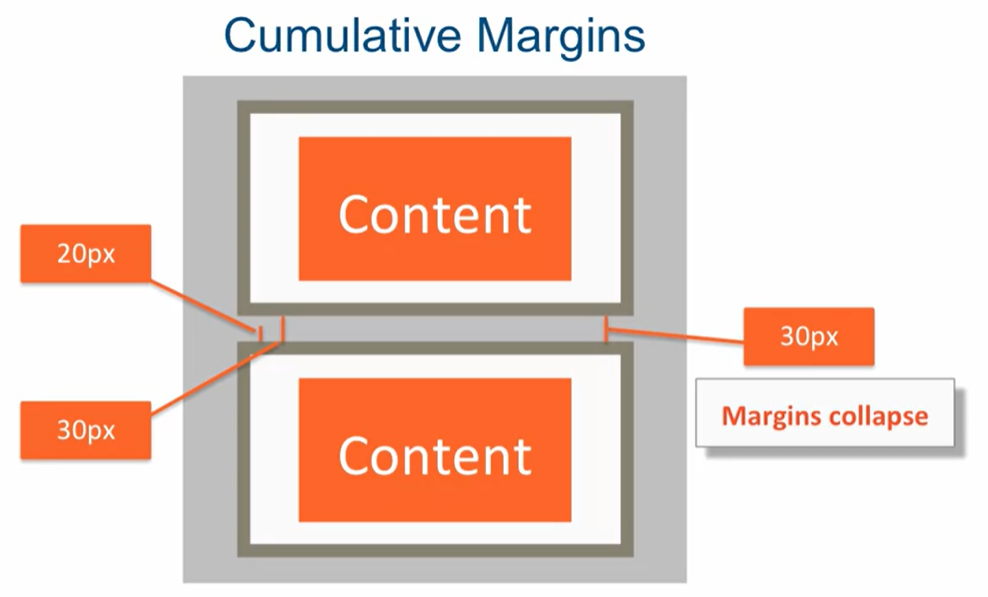 Cumulative Margins
Content
20px
30px
30px
Margins collapse
Content